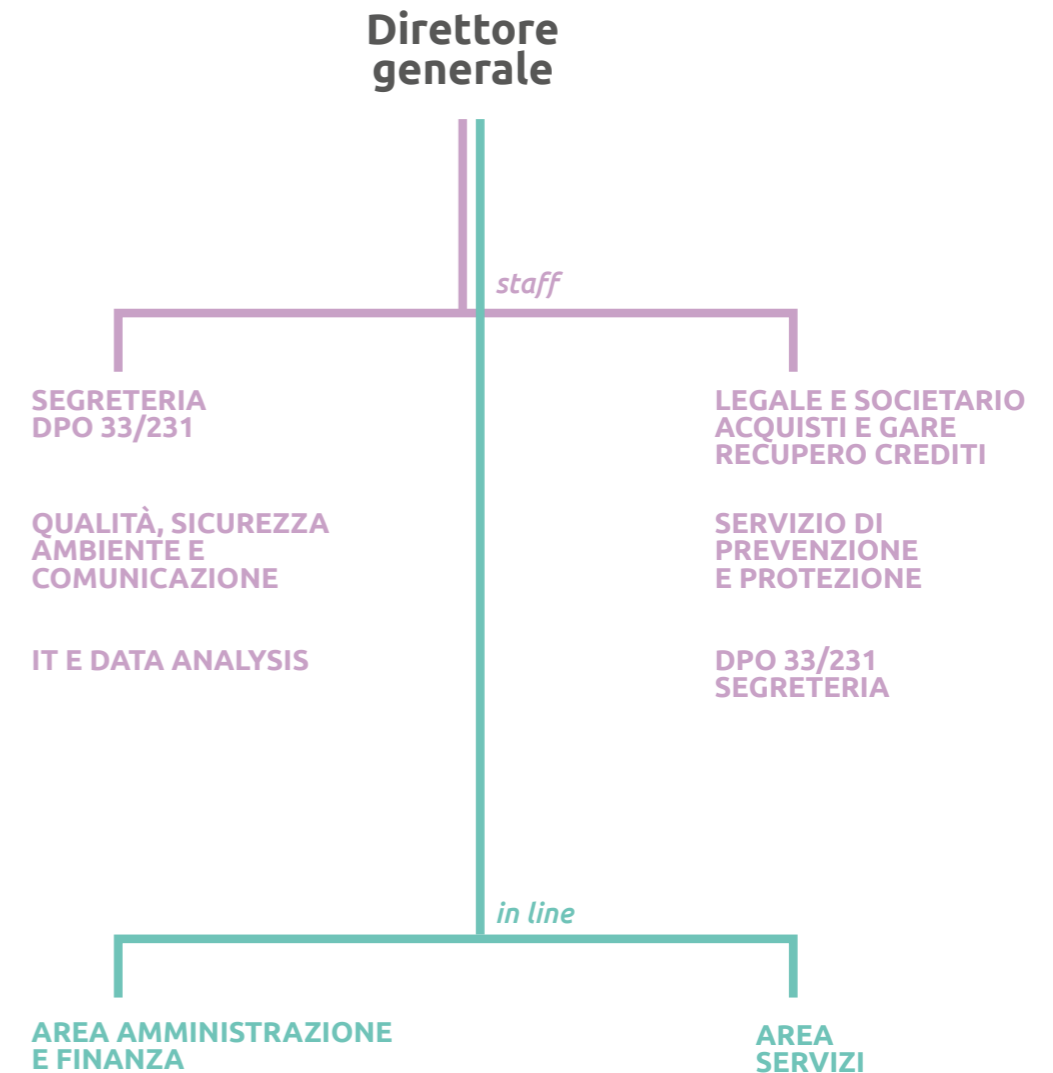 Direttore
generale
staff
SEGRETERIA
DPO 33/231
QUALITÀ, SICUREZZA
AMBIENTE E
COMUNICAZIONE
IT E DATA ANALYSIS
LEGALE E SOCIETARIO
ACQUISTI E GARE
RECUPERO CREDITI
SERVIZIO DI
PREVENZIONE
E PROTEZIONE
DPO 33/231
SEGRETERIA
in line
AREA AMMINISTRAZIONE
E FINANZA
AREA
SERVIZI